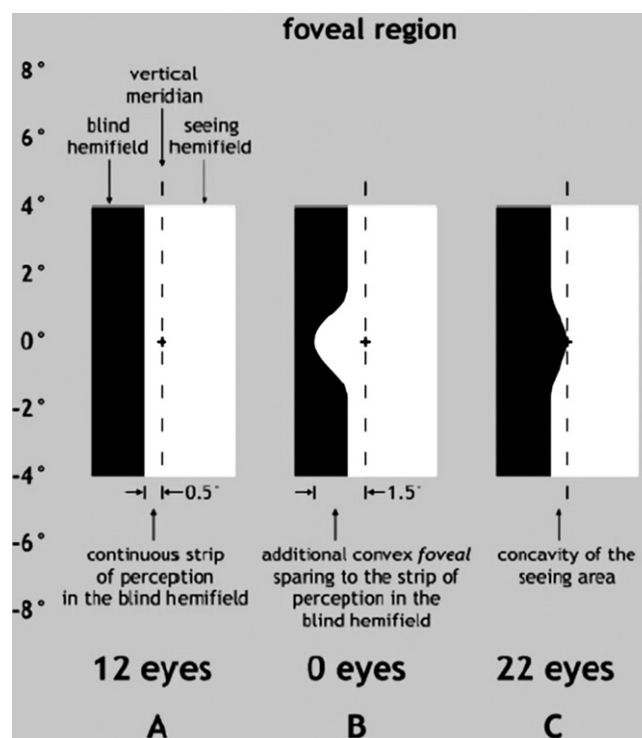 foveal region
8°
6°
4°
2°
0°
-2°
-4°
-6°
-8°
vertical
meridian
blind
hemifield
seeing
hemifield
0.5°
1.5°
continuous strip
of perception
in the blind hemifield
additional convex foveal
sparing to the strip of
perception in the
blind hemifield
concavity of the
seeing area
12 eyes
0 eyes
22 eyes
A
B
C